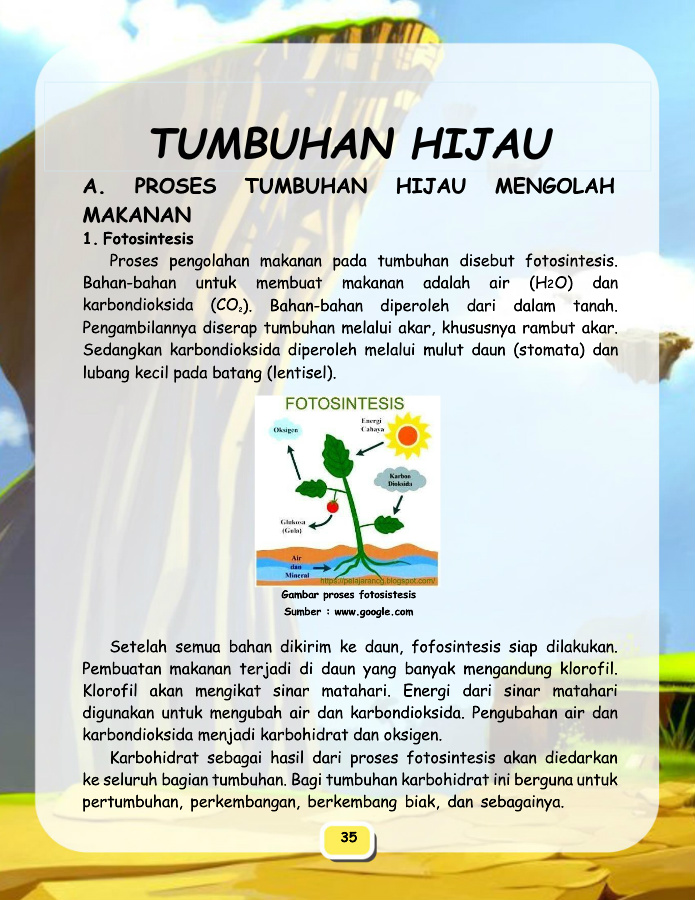 TUMBUHAN HIJAU
A. PROSES TUMBUHAN HIJAU MENGOLAH
MAKANAN
1. Fotosintesis
Proses pengolahan makanan pada tumbuhan disebut fotosintesis.
Bahan-bahan untuk membuat makanan adalah air (H2O) dan
karbondioksida (CO₂). Bahan-bahan diperoleh dari dalam tanah.
Pengambilannya diserap tumbuhan melalui akar, khususnya rambut akar.
Sedangkan karbondioksida diperoleh melalui mulut daun (stomata) dan
lubang kecil pada batang (lentisel).
FOTOSINTESIS
Oksigen
Energi
Cahaya
Karbon
Dioksida
Glukosa
(Gula)
Air
dan
Mineral
https://pelajarancg.blogspot.com/
Gambar proses fotosistesis
Sumber : www.google.com
Setelah semua bahan dikirim ke daun, fofosintesis siap dilakukan.
Pembuatan makanan terjadi di daun yang banyak mengandung klorofil.
Klorofil akan mengikat sinar matahari. Energi dari sinar matahari
digunakan untuk mengubah air dan karbondioksida. Pengubahan air dan
karbondioksida menjadi karbohidrat dan oksigen.
Karbohidrat sebagai hasil dari proses fotosintesis akan diedarkan
ke seluruh bagian tumbuhan. Bagi tumbuhan karbohidrat ini berguna untuk
pertumbuhan, perkembangan, berkembang biak, dan sebagainya.
35